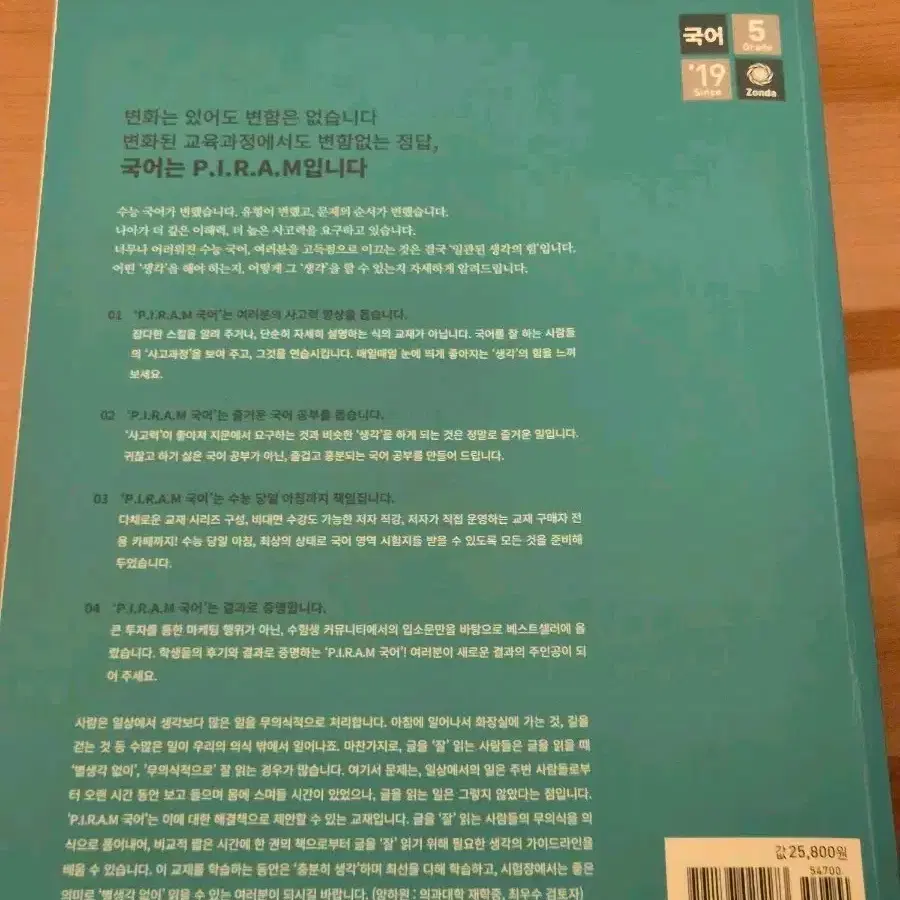 국어
5
Grade
'19
Since
Zonda
변화는 있어도 변함은 없습니다
변화된 교육과정에서도 변함없는 정답,
국어는 P.I.R.A.M입니다
수능 국어가 변했습니다. 유형이 변했고, 문제의 순서가 변했습니다.
나아가 더 깊은 이해력, 더 높은 사고력을 요구하고 있습니다.
너무나 어려워진 수능 국어, 여러분을 고득점으로 이끄는 것은 결국 '일관된 생각의 힘'입니다.
어떤 '생각'을 해야 하는지, 어떻게 그 '생각'을 할 수 있는지 자세하게 알려드립니다.
01 'P.I.R.A.M 국어'는 여러분의 사고력 향상을 돕습니다.
잡다한 스킬을 알려 주거나, 단순히 자세히 설명하는 식의 교재가 아닙니다. 국어를 잘 하는 사람들
의 '사고과정'을 보여 주고, 그것을 연습시킵니다. 매일매일 눈에 띄게 좋아지는 '생각'의 힘을 느껴
보세요.
02 'P.I.R.A.M 국어'는 즐거운 국어 공부를 돕습니다.
'사고력'이 좋아져 지문에서 요구하는 것과 비슷한 '생각'을 하게 되는 것은 정말로 즐거운 일입니다.
귀찮고 하기 싫은 국어 공부가 아닌, 즐겁고 흥분되는 국어 공부를 만들어 드립니다.
03 'P.I.R.A.M 국어'는 수능 당일 아침까지 책임집니다.
다채로운 교재 시리즈 구성, 비대면 수강도 가능한 저자 직강, 저자가 직접 운영하는 교재 구매자 전
용 카페까지! 수능 당일 아침, 최상의 상태로 국어 영역 시험지를 받을 수 있도록 모든 것을 준비해
두었습니다.
04 'P.I.R.A.M 국어'는 결과로 증명합니다.
큰 투자를 통한 마케팅 행위가 아닌, 수험생 커뮤니티에서의 입소문만을 바탕으로 베스트셀러에 올
랐습니다. 학생들의 후기와 결과로 증명하는 'P.I.R.A.M 국어'! 여러분이 새로운 결과의 주인공이 되
어 주세요.
사람은 일상에서 생각보다 많은 일을 무의식적으로 처리합니다. 아침에 일어나서 화장실에 가는 것, 길을
걷는 것 등 수많은 일이 우리의 의식 밖에서 일어나죠. 마찬가지로, 글을 '잘' 읽는 사람들은 글을 읽을 때
'별생각 없이', '무의식적으로' 잘 읽는 경우가 많습니다. 여기서 문제는, 일상에서의 일은 주변 사람들로부
터 오랜 시간 동안 보고 들으며 몸에 스며들 시간이 있었으나, 글을 읽는 일은 그렇지 않았다는 점입니다.
'P.I.R.A.M 국어'는 이에 대한 해결책으로 제안할 수 있는 교재입니다. 글을 '잘' 읽는 사람들의 무의식을 의
식으로 풀어내어, 비교적 짧은 시간에 한 권의 책으로부터 글을 '잘' 읽기 위해 필요한 생각의 가이드라인을
배울 수 있습니다. 이 교재를 학습하는 동안은 '충분히 생각'하며 최선을 다해 학습하고, 시험장에서는 좋은
의미로 '별생각 없이' 읽을 수 있는 여러분이 되시길 바랍니다. (양하원 : 의과대학 재학중, 최우수 검토자)
값 25,800원
54700